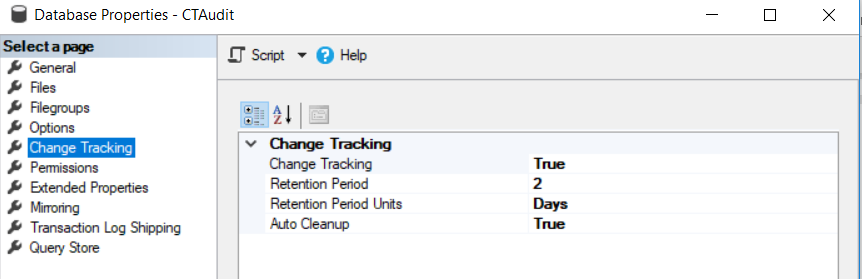 Database Properties - CTAudit
Select a page
General
Files
Filegroups
Options
Change Tracking
Permissions
Extended Properties
Mirroring
Transaction Log Shipping
Query Store
Script
Help
A
Z
Change Tracking
Change Tracking True
Retention Period 2
Retention Period Units Days
Auto Cleanup True